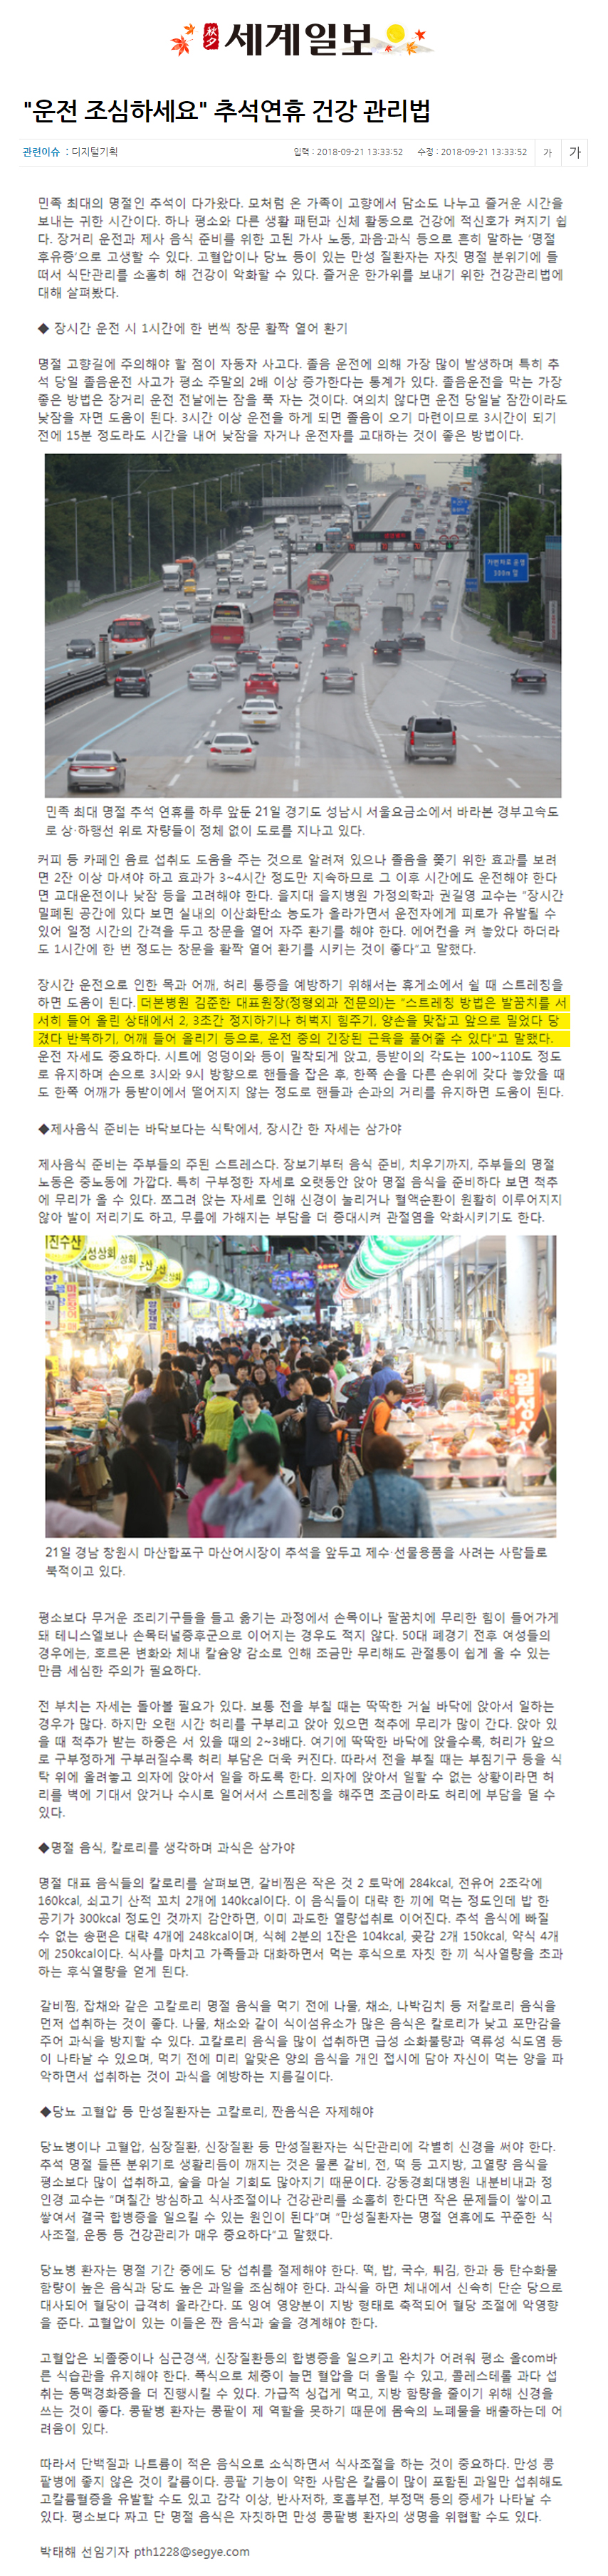 秋夕 세계일보
"운전 조심하세요" 추석연휴 건강 관리법
관련이슈 : 디지털기획 입력 : 2018-09-21 13:33:52 수정 : 2018-09-21 13:33:52 가 가
민족 최대의 명절인 추석이 다가왔다. 모처럼 온 가족이 고향에서 담소도 나누고 즐거운 시간을
보내는 귀한 시간이다. 하나 평소와 다른 생활 패턴과 신체 활동으로 건강에 적신호가 켜지기 쉽
다. 장거리 운전과 제사 음식 준비를 위한 고된 가사 노동, 과음·과식 등으로 흔히 말하는 '명절
후유증'으로 고생할 수 있다. 고혈압이나 당뇨 등이 있는 만성 질환자는 자칫 명절 분위기에 들
떠서 식단관리를 소홀히 해 건강이 악화할 수 있다. 즐거운 한가위를 보내기 위한 건강관리법에
대해 살펴봤다.
◆ 장시간 운전 시 1시간에 한 번씩 창문 활짝 열어 환기
명절 고향길에 주의해야 할 점이 자동차 사고다. 졸음 운전에 의해 가장 많이 발생하며 특히 추
석 당일 졸음운전 사고가 평소 주말의 2배 이상 증가한다는 통계가 있다. 졸음운전을 막는 가장
좋은 방법은 장거리 운전 전날에는 잠을 푹 자는 것이다. 여의치 않다면 운전 당일날 잠깐이라도
낮잠을 자면 도움이 된다. 3시간 이상 운전을 하게 되면 졸음이 오기 마련이므로 3시간이 되기
전에 15분 정도라도 시간을 내어 낮잠을 자거나 운전자를 교대하는 것이 좋은 방법이다.
가변차로 운영
500m 앞
민족 최대 명절 추석 연휴를 하루 앞둔 21일 경기도 성남시 서울요금소에서 바라본 경부고속도
로 상·하행선 위로 차량들이 정체 없이 도로를 지나고 있다.
커피 등 카페인 음료 섭취도 도움을 주는 것으로 알려져 있으나 졸음을 쫓기 위한 효과를 보려
면 2잔 이상 마셔야 하고 효과가 3~4시간 정도만 지속하므로 그 이후 시간에도 운전해야 한다
면 교대운전이나 낮잠 등을 고려해야 한다. 을지대 을지병원 가정의학과 권길영 교수는 "장시간
밀폐된 공간에 있다 보면 실내의 이산화탄소 농도가 올라가면서 운전자에게 피로가 유발될 수
있어 일정 시간의 간격을 두고 창문을 열어 자주 환기를 해야 한다. 에어컨을 켜 놓았다 하더라
도 1시간에 한 번 정도는 창문을 활짝 열어 환기를 시키는 것이 좋다"고 말했다.
장시간 운전으로 인한 목과 어깨, 허리 통증을 예방하기 위해서는 휴게소에서 쉴 때 스트레칭을
하면 도움이 된다. 더본병원 김준한 대표원장(정형외과 전문의)는 "스트레칭 방법은 발꿈치를 서
서히 들어 올린 상태에서 2, 3초간 정지하기나 허벅지 힘주기, 양손을 맞잡고 앞으로 밀었다 당
겼다 반복하기, 어깨 들어 올리기 등으로, 운전 중의 긴장된 근육을 풀어줄 수 있다"고 말했다.
운전 자세도 중요하다. 시트에 엉덩이와 등이 밀착되게 앉고, 등받이의 각도는 100~110도 정도
로 유지하며 손으로 3시와 9시 방향으로 핸들을 잡은 후, 한쪽 손을 다른 손위에 갖다 놓았을 때
도 한쪽 어깨가 등받이에서 떨어지지 않는 정도로 핸들과 손과의 거리를 유지하면 도움이 된다.
◆제사음식 준비는 바닥보다는 식탁에서, 장시간 한 자세는 삼가야
제사음식 준비는 주부들의 주된 스트레스다. 장보기부터 음식 준비, 치우기까지, 주부들의 명절
노동은 중노동에 가깝다. 특히 구부정한 자세로 오랫동안 앉아 명절 음식을 준비하다 보면 척추
에 무리가 올 수 있다. 쪼그려 앉는 자세로 인해 신경이 눌리거나 혈액순환이 원활히 이루어지지
않아 발이 저리기도 하고, 무릎에 가해지는 부담을 더 증대시켜 관절염을 악화시키기도 한다.
진수산
21일 경남 창원시 마산합포구 마산어시장이 추석을 앞두고 제수·선물용품을 사려는 사람들로
북적이고 있다.
평소보다 무거운 조리기구들을 들고 옮기는 과정에서 손목이나 팔꿈치에 무리한 힘이 들어가게
돼 테니스엘보나 손목터널증후군으로 이어지는 경우도 적지 않다. 50대 폐경기 전후 여성들의
경우에는, 호르몬 변화와 체내 칼슘양 감소로 인해 조금만 무리해도 관절통이 쉽게 올 수 있는
만큼 세심한 주의가 필요하다.
전 부치는 자세는 돌아볼 필요가 있다. 보통 전을 부칠 때는 딱딱한 거실 바닥에 앉아서 일하는
경우가 많다. 하지만 오랜 시간 허리를 구부리고 앉아 있으면 척추에 무리가 많이 간다. 앉아 있
을 때 척추가 받는 하중은 서 있을 때의 2~3배다. 여기에 딱딱한 바닥에 앉을수록, 허리가 앞으
로 구부정하게 구부러질수록 허리 부담은 더욱 커진다. 따라서 전을 부칠 때는 부침기구 등을 식
탁 위에 올려놓고 의자에 앉아서 일을 하도록 한다. 의자에 앉아서 일할 수 없는 상황이라면 허
리를 벽에 기대서 앉거나 수시로 일어서서 스트레칭을 해주면 조금이라도 허리에 부담을 덜 수
있다.
◆명절 음식, 칼로리를 생각하며 과식은 삼가야
명절 대표 음식들의 칼로리를 살펴보면, 갈비찜은 작은 것 2 토막에 284kcal, 전유어 2조각에
160kcal, 쇠고기 산적 꼬치 2개에 140kcal이다. 이 음식들이 대략 한 끼에 먹는 정도인데 밥 한
공기가 300kcal 정도인 것까지 감안하면, 이미 과도한 열량섭취로 이어진다. 추석 음식에 빠질
수 없는 송편은 대략 4개에 248kcal이며, 식혜 2분의 1잔은 104kcal, 곶감 2개 150kcal, 약식 4개
에 250kcal이다. 식사를 마치고 가족들과 대화하면서 먹는 후식으로 자칫 한 끼 식사열량을 초과
하는 후식열량을 얻게 된다.
갈비찜, 잡채와 같은 고칼로리 명절 음식을 먹기 전에 나물, 채소, 나박김치 등 저칼로리 음식을
먼저 섭취하는 것이 좋다. 나물, 채소와 같이 식이섬유소가 많은 음식은 칼로리가 낮고 포만감을
주어 과식을 방지할 수 있다. 고칼로리 음식을 많이 섭취하면 급성 소화불량과 역류성 식도염 등
이 나타날 수 있으며, 먹기 전에 미리 알맞은 양의 음식을 개인 접시에 담아 자신이 먹는 양을 파
악하면서 섭취하는 것이 과식을 예방하는 지름길이다.
◆당뇨 고혈압 등 만성질환자는 고칼로리, 짠음식은 자제해야
당뇨병이나 고혈압, 심장질환, 신장질환 등 만성질환자는 식단관리에 각별히 신경을 써야 한다.
추석 명절 들뜬 분위기로 생활리듬이 깨지는 것은 물론 갈비, 전, 떡 등 고지방, 고열량 음식을
평소보다 많이 섭취하고, 술을 마실 기회도 많아지기 때문이다. 강동경희대병원 내분비내과 정
인경 교수는 "며칠간 방심하고 식사조절이나 건강관리를 소홀히 한다면 작은 문제들이 쌓이고
쌓여서 결국 합병증을 일으킬 수 있는 원인이 된다"며 "만성질환자는 명절 연휴에도 꾸준한 식
사조절, 운동 등 건강관리가 매우 중요하다"고 말했다.
당뇨병 환자는 명절 기간 중에도 당 섭취를 절제해야 한다. 떡, 밥, 국수, 튀김, 한과 등 탄수화물
함량이 높은 음식과 당도 높은 과일을 조심해야 한다. 과식을 하면 체내에서 신속히 단순 당으로
대사되어 혈당이 급격히 올라간다. 또 잉여 영양분이 지방 형태로 축적되어 혈당 조절에 악영향
을 준다. 고혈압이 있는 이들은 짠 음식과 술을 경계해야 한다.
고혈압은 뇌졸중이나 심근경색, 신장질환등의 합병증을 일으키고 완치가 어려워 평소 올com바
른 식습관을 유지해야 한다. 폭식으로 체중이 늘면 혈압을 더 올릴 수 있고, 콜레스테롤 과다 섭
취는 동맥경화증을 더 진행시킬 수 있다. 가급적 싱겁게 먹고, 지방 함량을 줄이기 위해 신경을
쓰는 것이 좋다. 콩팥병 환자는 콩팥이 제 역할을 못하기 때문에 몸속의 노폐물을 배출하는데 어
려움이 있다.
따라서 단백질과 나트륨이 적은 음식으로 소식하면서 식사조절을 하는 것이 중요하다. 만성 콩
팥병에 좋지 않은 것이 칼륨이다. 콩팥 기능이 약한 사람은 칼륨이 많이 포함된 과일만 섭취해도
고칼륨혈증을 유발할 수도 있고 감각 이상, 반사저하, 호흡부전, 부정맥 등의 증세가 나타날 수
있다. 평소보다 짜고 단 명절 음식은 자칫하면 만성 콩팥병 환자의 생명을 위협할 수도 있다.
박태해 선임기자 pth1228@segye.com